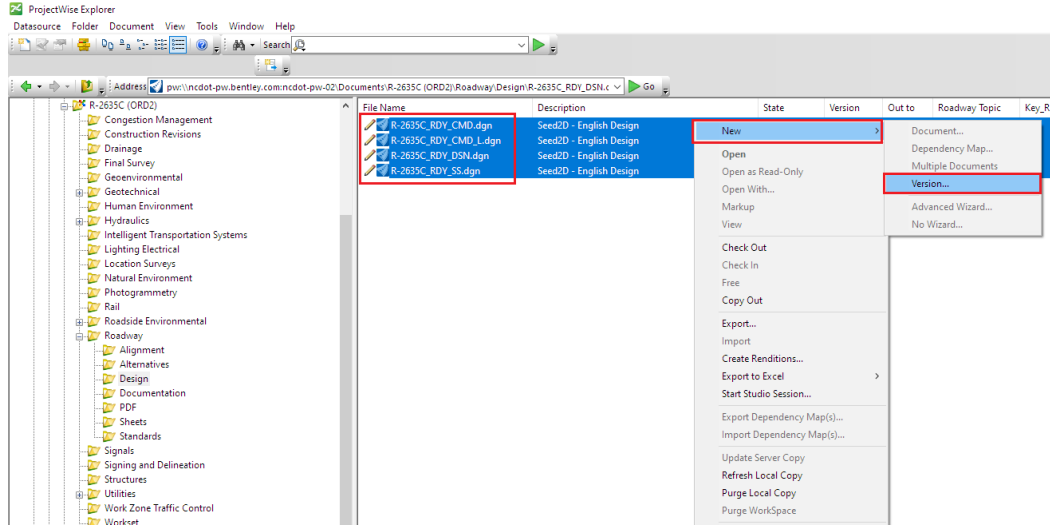 ProjectWise Explorer
Datasource Folder Document View Tools Window Help
Search
Address pw:\\ncdot-pw.bentley.com:ncdot-pw-02\Documents\R-2635C (ORD2)\Roadway\Design\R-2635C_RDY_DSN.c Go
R-2635C (ORD2)
Congestion Management
Construction Revisions
Drainage
Final Survey
Geoenvironmental
Geotechnical
Human Environment
Hydraulics
Intelligent Transportation Systems
Lighting Electrical
Location Surveys
Natural Environment
Photogrammetry
Rail
Roadside Environmental
Roadway
Alignment
Alternatives
Design
Documentation
PDF
Sheets
Standards
Signals
Signing and Delineation
Structures
Utilities
Work Zone Traffic Control
Workset
File Name Description State Version Out to Roadway Topic Key_R
R-2635C_RDY_CMD.dgn Seed2D - English Design
R-2635C_RDY_CMD_L.dgn Seed2D - English Design
R-2635C_RDY_DSN.dgn Seed2D - English Design
R-2635C_RDY_SS.dgn Seed2D - English Design
New
Open
Open as Read-Only
Open With...
Markup
View
Check Out
Check In
Free
Copy Out
Export...
Import
Create Renditions...
Export to Excel
Start Studio Session...
Export Dependency Map(s)...
Import Dependency Map(s)...
Update Server Copy
Refresh Local Copy
Purge Local Copy
Purge WorkSpace
Document...
Dependency Map...
Multiple Documents
Version...
Advanced Wizard...
No Wizard...